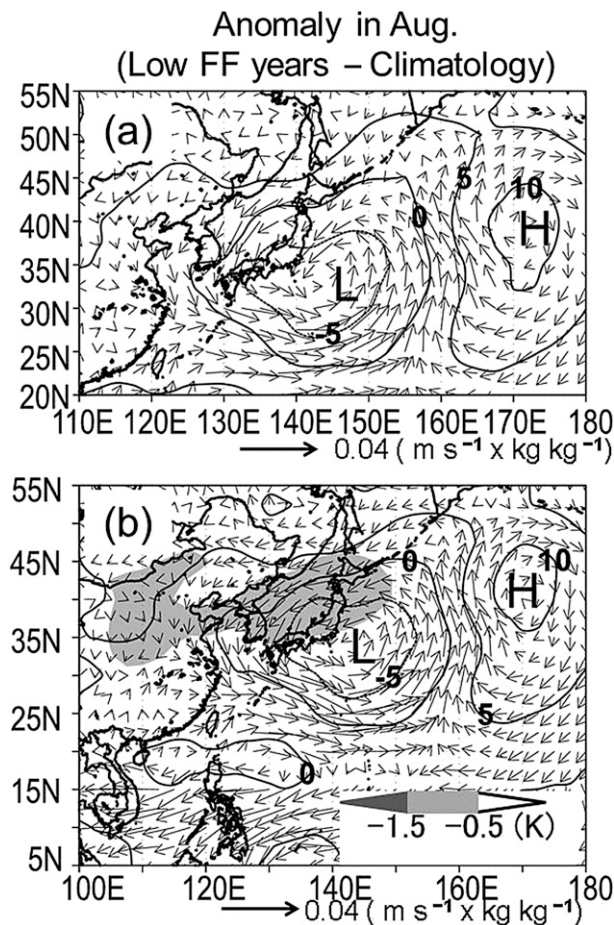 Anomaly in Aug.
(Low FF years – Climatology)
55N
(a)
50N
45N
5
10
40N
0
H
35N
L
30N
-5
25N
20N
110E 120E 130E 140E 150E 160E 170E 180
0.04 ( m s⁻¹ x kg kg⁻¹)
55N
(b)
45N
0
10
H
35N
L
-5
25N
5
0
15N
−1.5 −0.5 (K)
5N
100E 120E 140E 160E 180
0.04 ( m s⁻¹ x kg kg⁻¹)